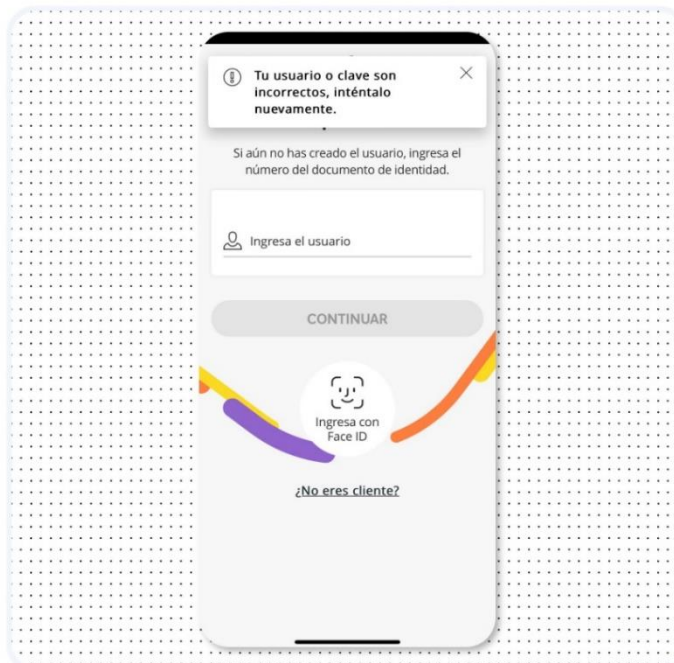 Tu usuario o clave son
incorrectos, inténtalo
nuevamente.
Si aún no has creado el usuario, ingresa el
número del documento de identidad.
Ingresa el usuario
CONTINUAR
Ingresa con
Face ID
¿No eres cliente?